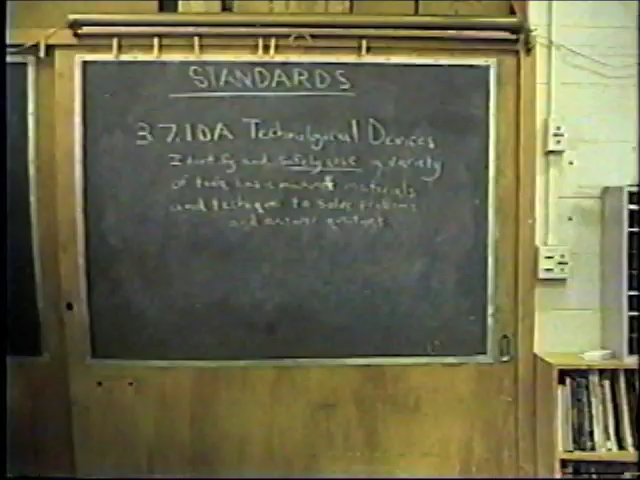 STANDARDS
3.7.10A Technological Devices
Identify and safely use a variety
of tools basic machines materials
and techniques to solve problems
and answer questions